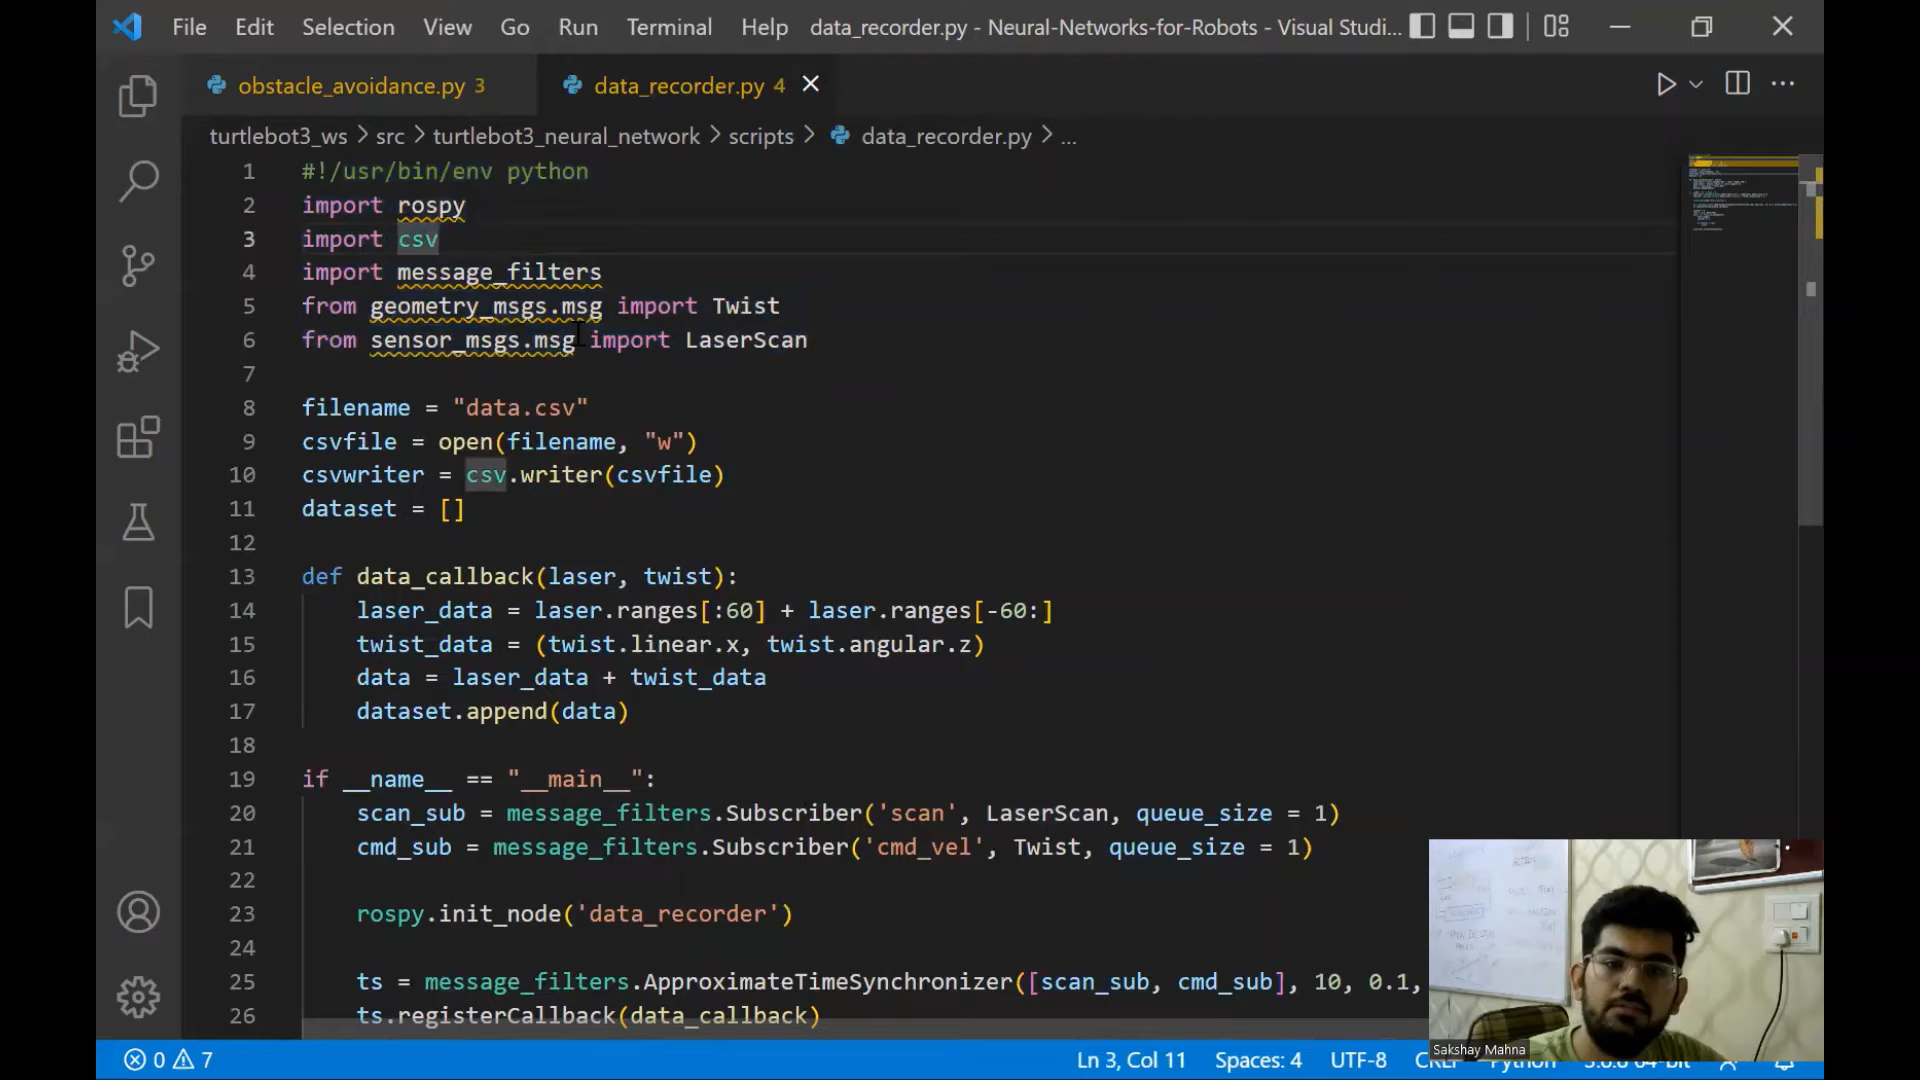 File Edit Selection View Go Run Terminal Help data_recorder.py - Neural-Networks-for-Robots - Visual Studi...
obstacle_avoidance.py 3 data_recorder.py 4
turtlebot3_ws > src > turtlebot3_neural_network > scripts > data_recorder.py > ...
1 #!/usr/bin/env python
2 import rospy
3 import csv
4 import message_filters
5 from geometry_msgs.msg import Twist
6 from sensor_msgs.msg import LaserScan
7
8 filename = "data.csv"
9 csvfile = open(filename, "w")
10 csvwriter = csv.writer(csvfile)
11 dataset = []
12
13 def data_callback(laser, twist):
14 laser_data = laser.ranges[:60] + laser.ranges[-60:]
15 twist_data = (twist.linear.x, twist.angular.z)
16 data = laser_data + twist_data
17 dataset.append(data)
18
19 if __name__ == "__main__":
20 scan_sub = message_filters.Subscriber('scan', LaserScan, queue_size = 1)
21 cmd_sub = message_filters.Subscriber('cmd_vel', Twist, queue_size = 1)
22
23 rospy.init_node('data_recorder')
24
25 ts = message_filters.ApproximateTimeSynchronizer([scan_sub, cmd_sub], 10, 0.1,
26 ts.registerCallback(data_callback)
Sakshay Mahna
0 7 Ln 3, Col 11 Spaces: 4 UTF-8 CRLF Python